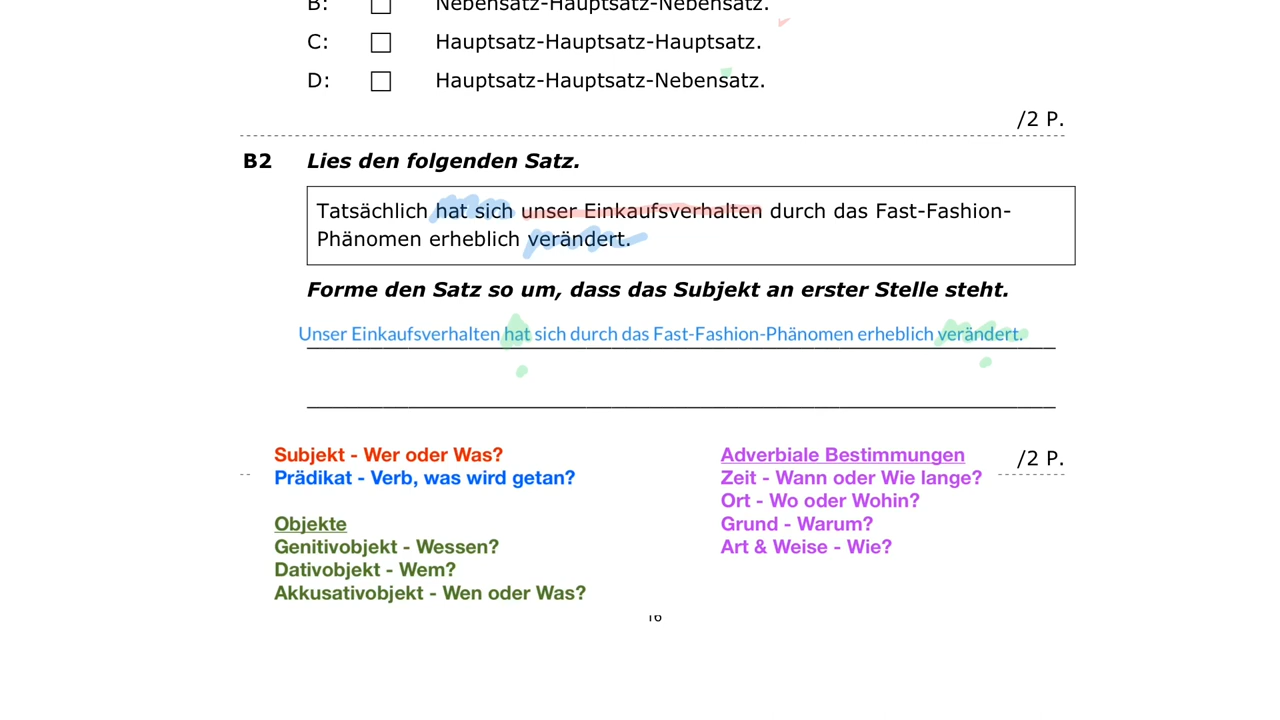 B: Nebensatz-Hauptsatz-Nebensatz.
C: Hauptsatz-Hauptsatz-Hauptsatz.
D: Hauptsatz-Hauptsatz-Nebensatz.
/2 P.
B2 Lies den folgenden Satz.
Tatsächlich hat sich unser Einkaufsverhalten durch das Fast-Fashion-
Phänomen erheblich verändert.
Forme den Satz so um, dass das Subjekt an erster Stelle steht.
Unser Einkaufsverhalten hat sich durch das Fast-Fashion-Phänomen erheblich verändert.
/2 P.
Subjekt - Wer oder Was?
Prädikat - Verb, was wird getan?
Objekte
Genitivobjekt - Wessen?
Dativobjekt - Wem?
Akkusativobjekt - Wen oder Was?
Adverbiale Bestimmungen
Zeit - Wann oder Wie lange?
Ort - Wo oder Wohin?
Grund - Warum?
Art & Weise - Wie?
16